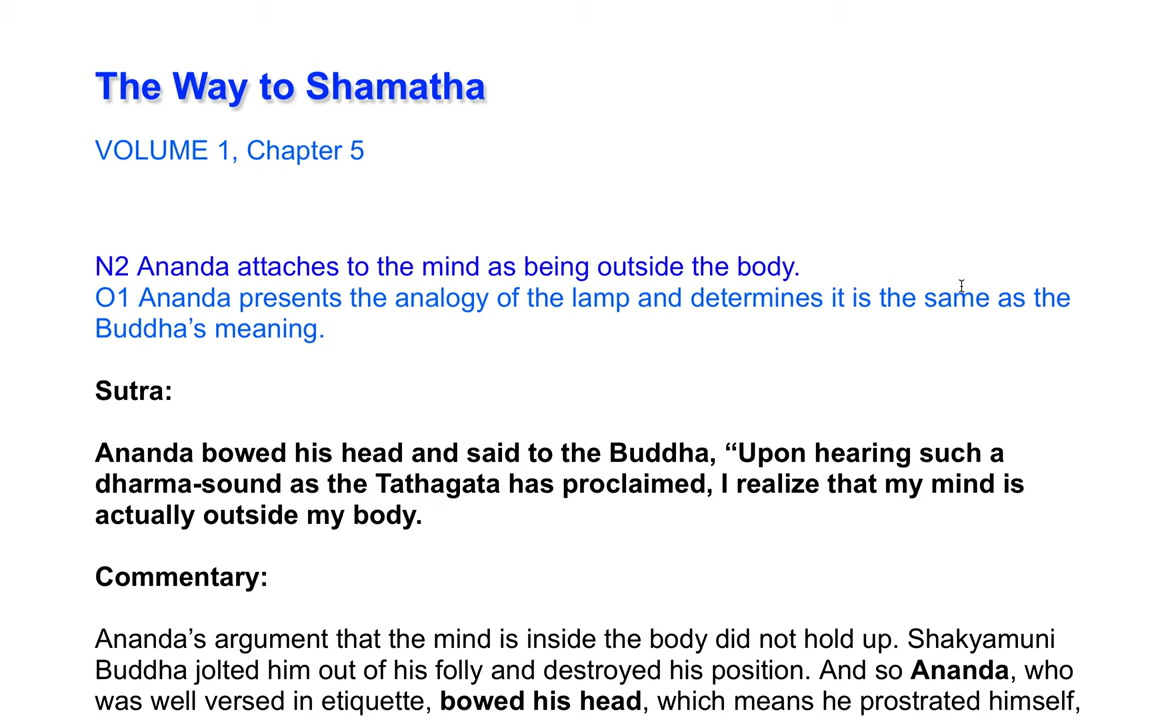 The Way to Shamatha
VOLUME 1, Chapter 5
N2 Ananda attaches to the mind as being outside the body.
O1 Ananda presents the analogy of the lamp and determines it is the same as the
Buddha’s meaning.
Sutra:
Ananda bowed his head and said to the Buddha, “Upon hearing such a
dharma-sound as the Tathagata has proclaimed, I realize that my mind is
actually outside my body.
Commentary:
Ananda’s argument that the mind is inside the body did not hold up. Shakyamuni
Buddha jolted him out of his folly and destroyed his position. And so Ananda, who
was well versed in etiquette, bowed his head, which means he prostrated himself,